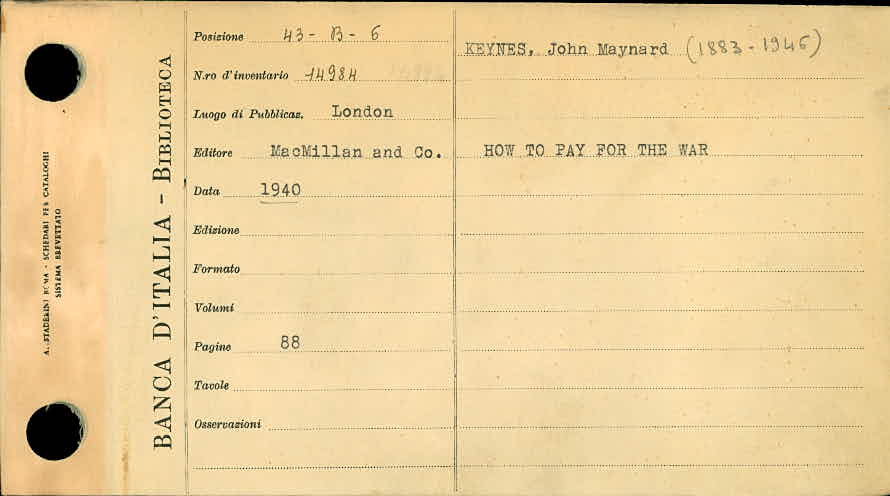 A. STADERINI ROMA - SCHEDARI PER CATALOGHI
SISTEMA BREVETTATO
BANCA D'ITALIA - BIBLIOTECA
Posizione 43 - B - 6
N.ro d'inventario 14984
Luogo di Pubblicaz. London
Editore MacMillan and Co.
Data 1940
Edizione
Formato
Volumi
Pagine 88
Tavole
Osservazioni
KEYNES, John Maynard (1883 - 1946)
HOW TO PAY FOR THE WAR